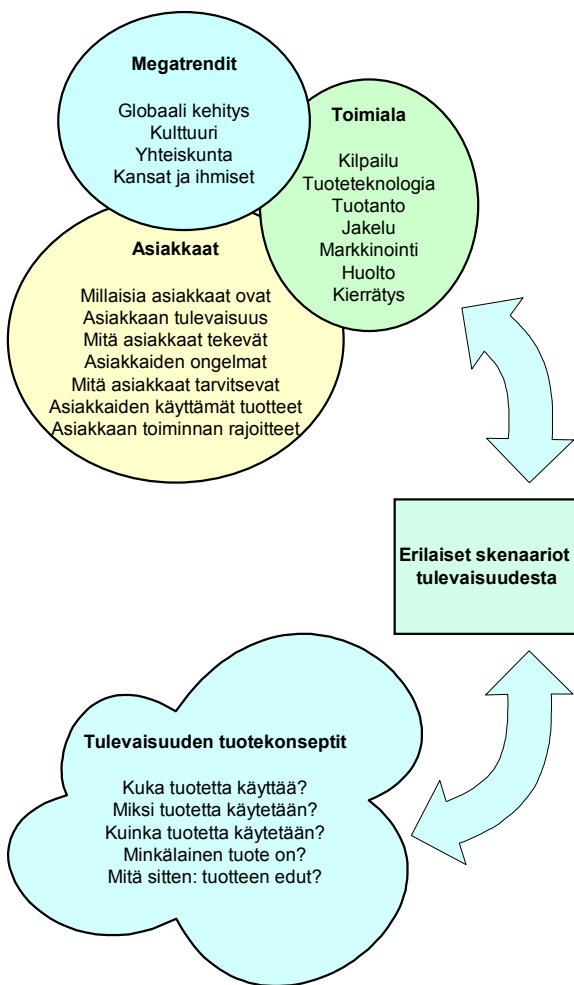 Megatrendit
Globaali kehitys
Kulttuuri
Yhteiskunta
Kansat ja ihmiset
Toimiala
Kilpailu
Tuoteteknologia
Tuotanto
Jakelu
Markkinointi
Huolto
Kierrätys
Asiakkaat
Millaisia asiakkaat ovat
Asiakkaan tulevaisuus
Mitä asiakkaat tekevät
Asiakkaiden ongelmat
Mitä asiakkaat tarvitsevat
Asiakkaiden käyttämät tuotteet
Asiakkaan toiminnan rajoitteet
Erilaiset skenaariot
tulevaisuudesta
Tulevaisuuden tuotekonseptit
Kuka tuotetta käyttää?
Miksi tuotetta käytetään?
Kuinka tuotetta käytetään?
Minkälainen tuote on?
Mitä sitten: tuotteen edut?